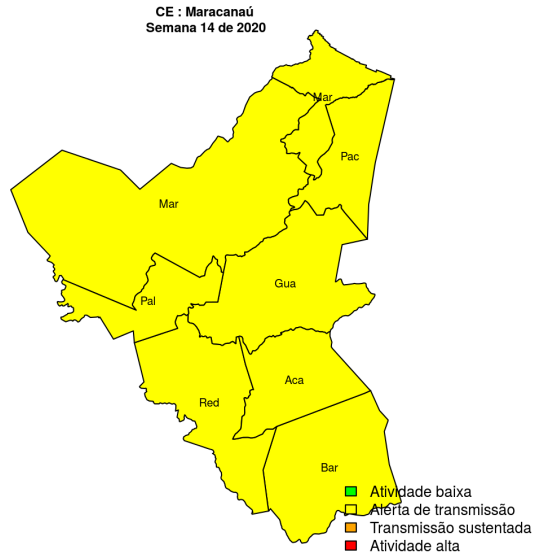 CE : Maracanaú
Semana 14 de 2020
Mar
Pac
Mar
Gua
Pal
Aca
Red
Bar
Atividade baixa
Alerta de transmissão
Transmissão sustentada
Atividade alta